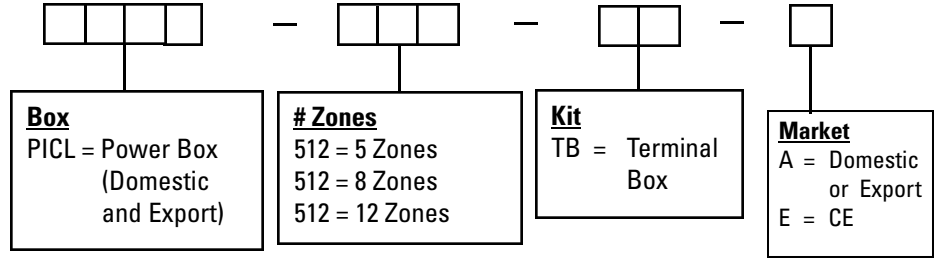 Box
PICL = Power Box
(Domestic
and Export)
# Zones
512 = 5 Zones
512 = 8 Zones
512 = 12 Zones
Kit
TB = Terminal
Box
Market
A = Domestic
or Export
E = CE